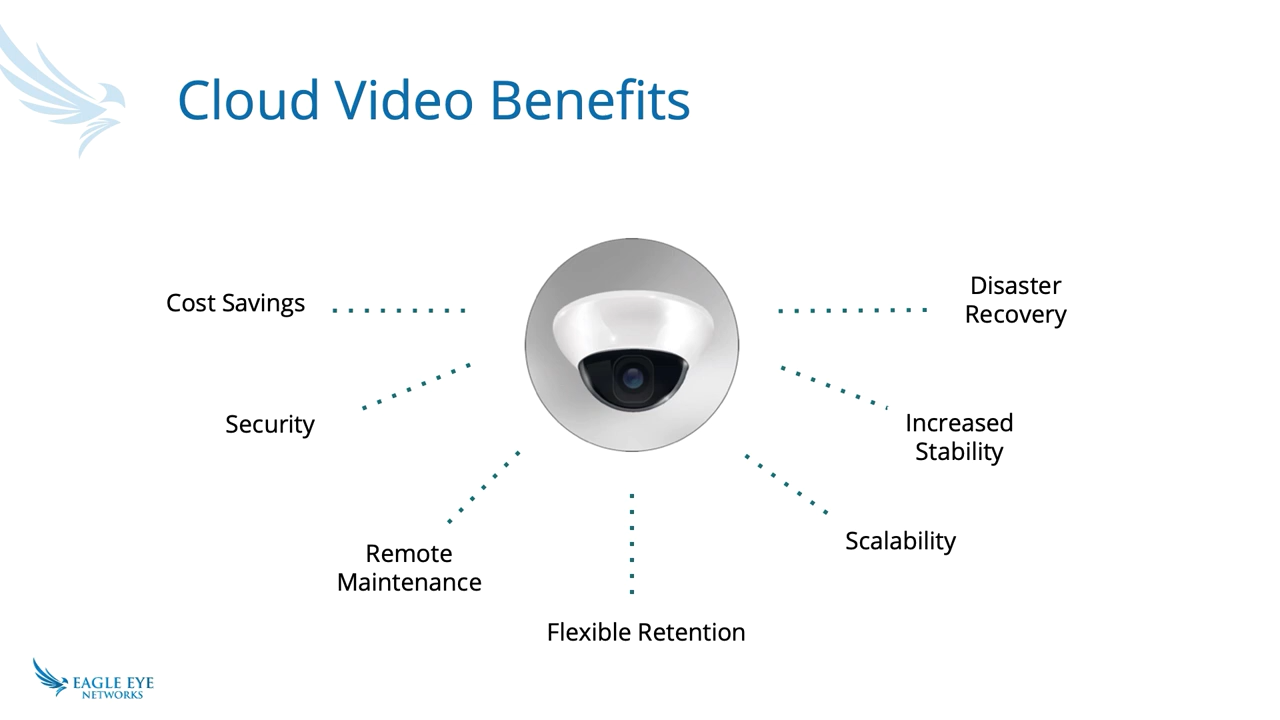 Cloud Video Benefits
Cost Savings
Security
Remote
Maintenance
Flexible Retention
Scalability
Increased
Stability
Disaster
Recovery
EAGLE EYE
NETWORKS